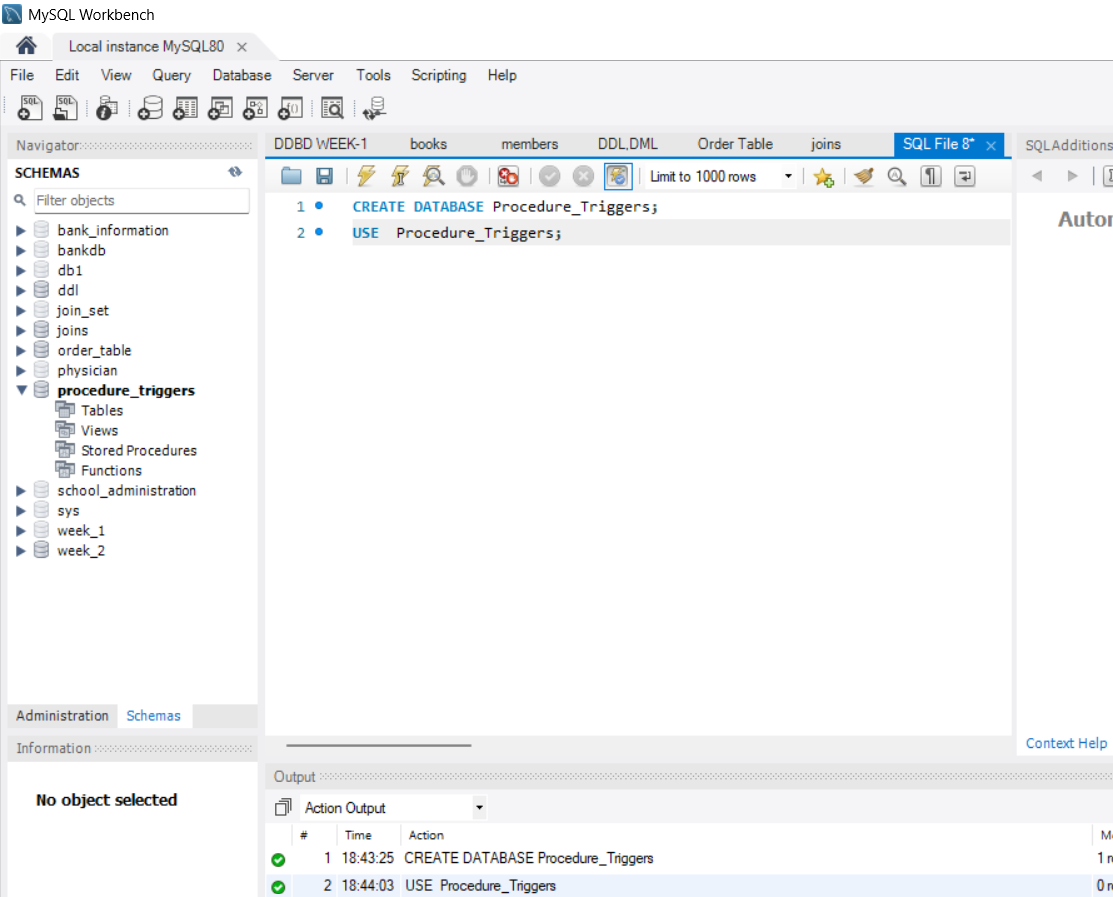 MySQL Workbench
Local instance MySQL80
File Edit View Query Database Server Tools Scripting Help
Navigator
SCHEMAS
Filter objects
bank_information
bankdb
db1
ddl
join_set
joins
order_table
physician
procedure_triggers
Tables
Views
Stored Procedures
Functions
school_administration
sys
week_1
week_2
Administration Schemas
Information
No object selected
DDBD WEEK-1 books members DDL,DML Order Table joins SQL File 8*
Limit to 1000 rows
1 CREATE DATABASE Procedure_Triggers;
2 USE  Procedure_Triggers;
SQLAdditions
Autor
Context Help
Output
Action Output
# Time Action M
1 18:43:25 CREATE DATABASE Procedure_Triggers 1 r
2 18:44:03 USE  Procedure_Triggers 0 r